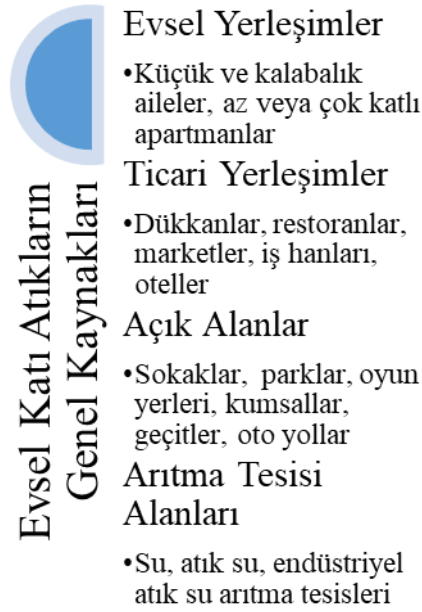 Evsel Katı Atıkların
Genel Kaynakları
Evsel Yerleşimler
•Küçük ve kalabalık
aileler, az veya çok katlı
apartmanlar
Ticari Yerleşimler
•Dükkanlar, restoranlar,
marketler, iş hanları,
oteller
Açık Alanlar
•Sokaklar, parklar, oyun
yerleri, kumsallar,
geçitler, oto yollar
Arıtma Tesisi
Alanları
•Su, atık su, endüstriyel
atık su arıtma tesisleri